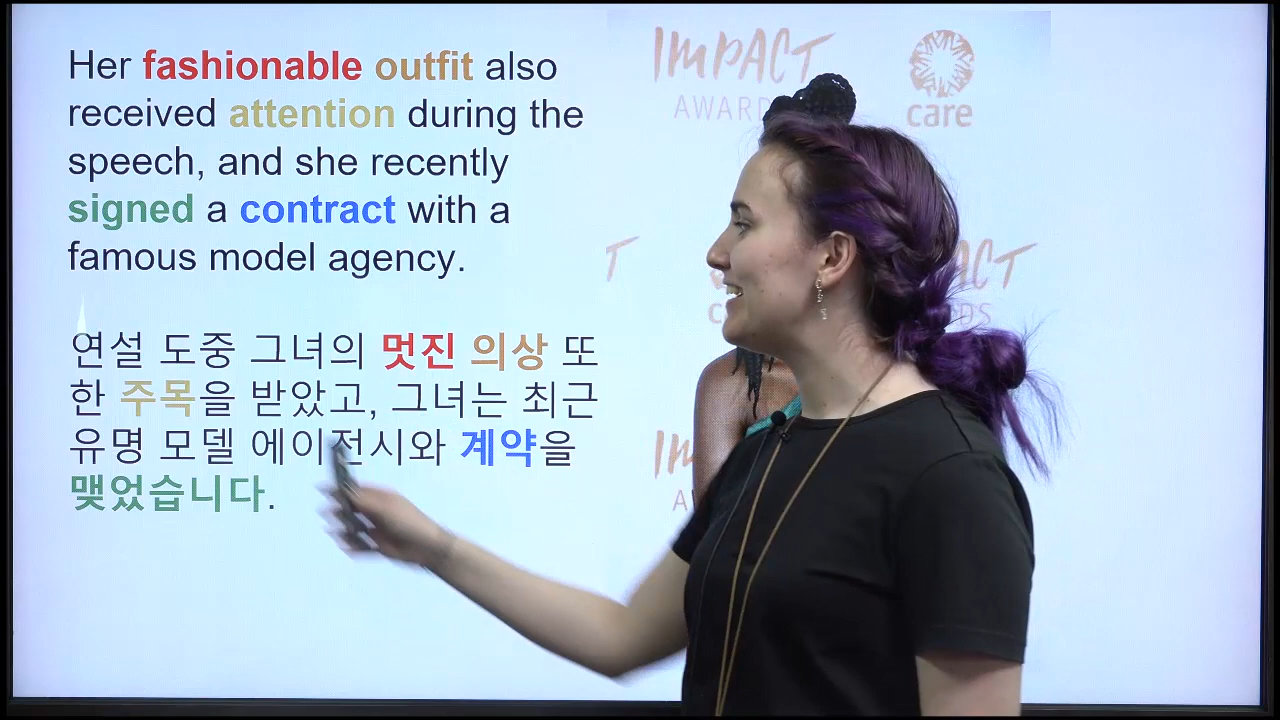 Her fashionable outfit also
received attention during the
speech, and she recently
signed a contract with a
famous model agency.
연설 도중 그녀의 멋진 의상 또
한 주목을 받았고, 그녀는 최근
유명 모델 에이전시와 계약을
맺었습니다.
IMPACT
care